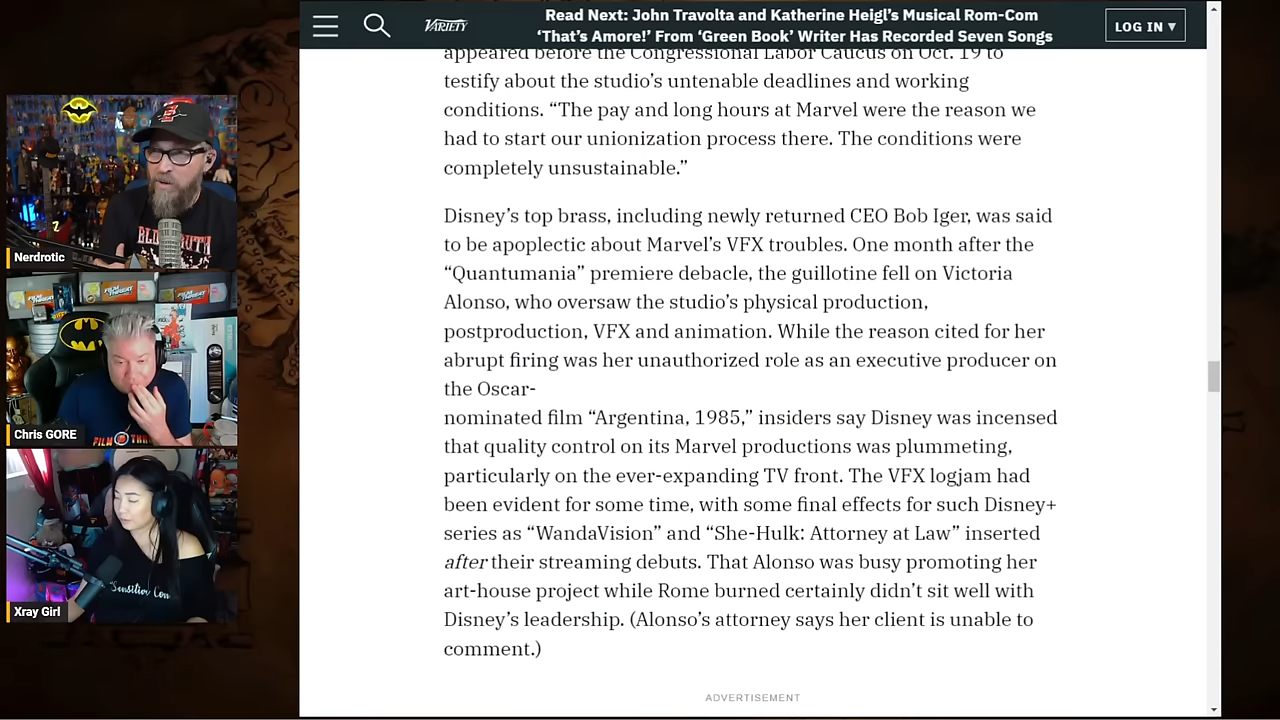 Read Next: John Travolta and Katherine Heigl's Musical Rom-Com
'That's Amore!' From 'Green Book' Writer Has Recorded Seven Songs
VARIETY
LOG IN ▼
appeared before the Congressional Labor Caucus on Oct. 19 to
testify about the studio's untenable deadlines and working
conditions. “The pay and long hours at Marvel were the reason we
had to start our unionization process there. The conditions were
completely unsustainable.”
Disney's top brass, including newly returned CEO Bob Iger, was said
to be apoplectic about Marvel's VFX troubles. One month after the
“Quantumania” premiere debacle, the guillotine fell on Victoria
Alonso, who oversaw the studio's physical production,
postproduction, VFX and animation. While the reason cited for her
abrupt firing was her unauthorized role as an executive producer on
the Oscar-
nominated film “Argentina, 1985,” insiders say Disney was incensed
that quality control on its Marvel productions was plummeting,
particularly on the ever-expanding TV front. The VFX logjam had
been evident for some time, with some final effects for such Disney+
series as “WandaVision” and “She-Hulk: Attorney at Law” inserted
after their streaming debuts. That Alonso was busy promoting her
art-house project while Rome burned certainly didn't sit well with
Disney's leadership. (Alonso's attorney says her client is unable to
comment.)
ADVERTISEMENT
Nerdrotic
Chris GORE
Xray Girl